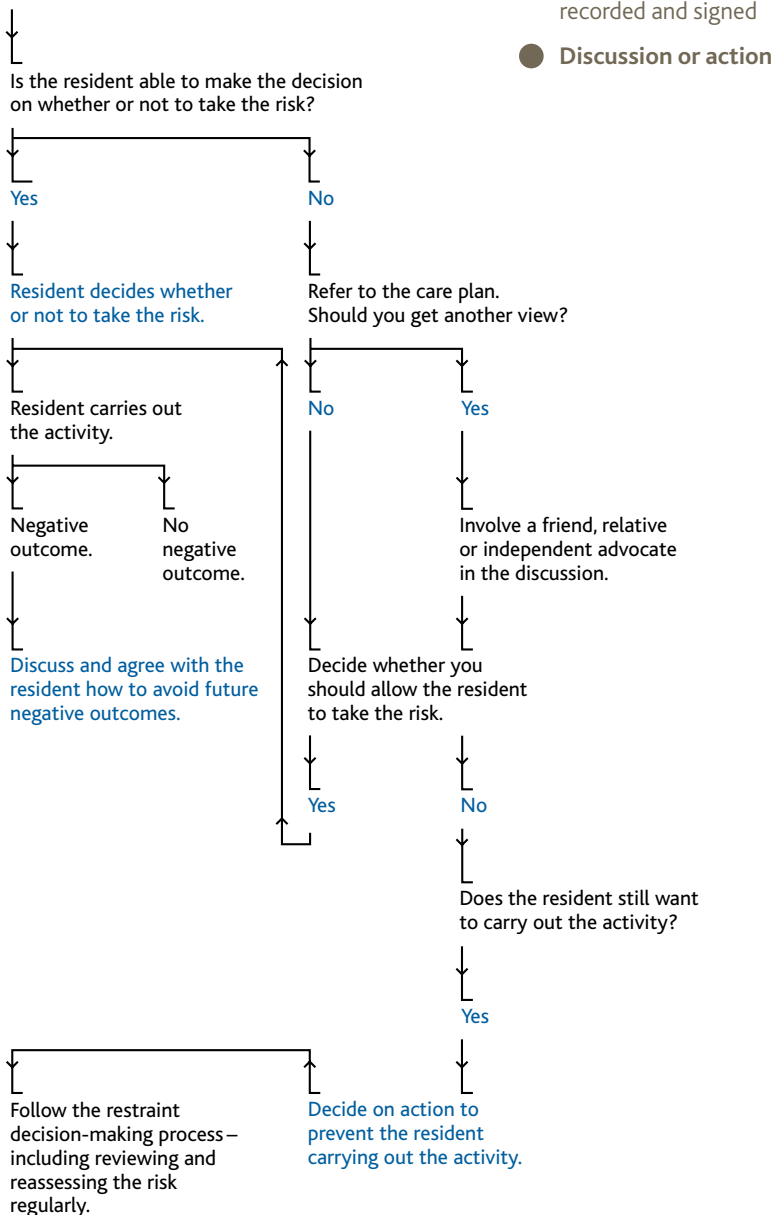 recorded and signed
Discussion or action
Is the resident able to make the decision
on whether or not to take the risk?
Yes
No
Resident decides whether
or not to take the risk.
Refer to the care plan.
Should you get another view?
Resident carries out
the activity.
No
Yes
Negative
outcome.
No
negative
outcome.
Involve a friend, relative
or independent advocate
in the discussion.
Discuss and agree with the
resident how to avoid future
negative outcomes.
Decide whether you
should allow the resident
to take the risk.
Yes
No
Does the resident still want
to carry out the activity?
Yes
Follow the restraint
decision-making process –
including reviewing and
reassessing the risk
regularly.
Decide on action to
prevent the resident
carrying out the activity.